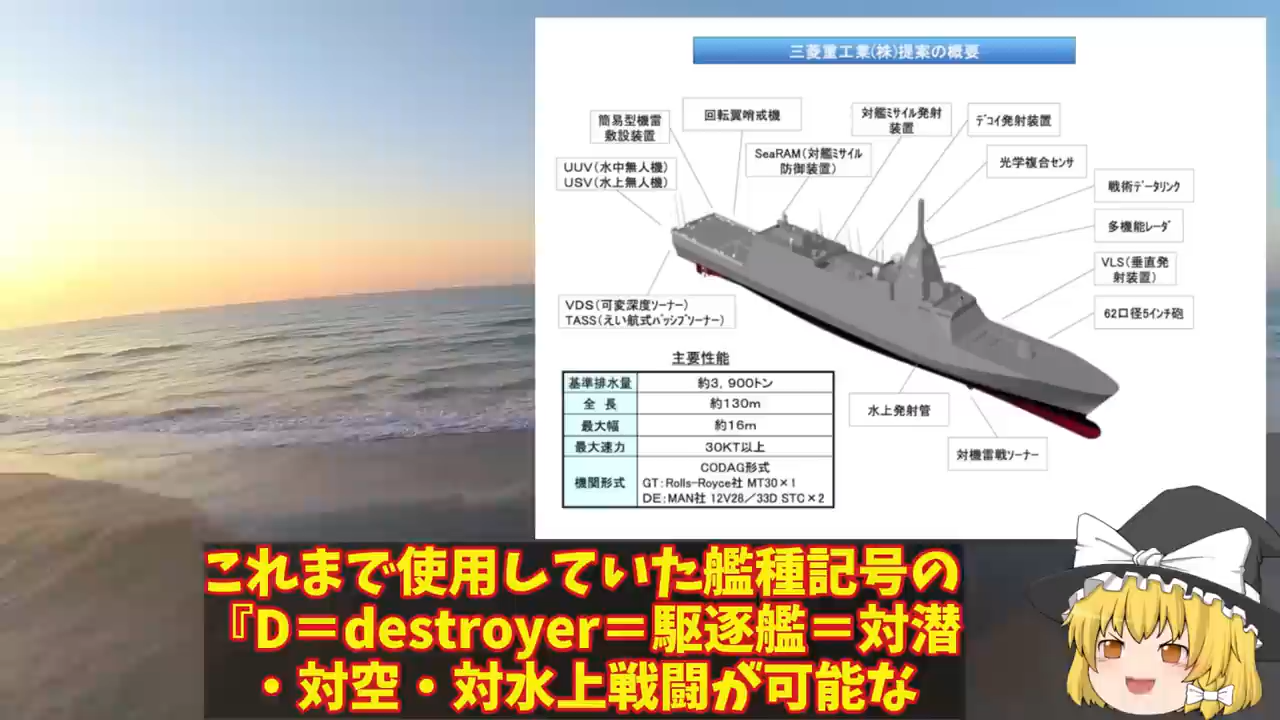 三菱重工業(株)提案の概要
簡易型機雷
敷設装置
回転翼哨戒機
対艦ミサイル発射
装置
デコイ発射装置
UUV(水中無人機)
USV(水上無人機)
SeaRAM(対艦ミサイル
防御装置)
光学複合センサ
戦術データリンク
多機能レーダ
VLS(垂直発
射装置)
62口径5インチ砲
VDS(可変深度ソーナー)
TASS(えい航式パッシブソーナー)
水上発射管
対機雷戦ソーナー
主要性能
基準排水量 約3,900トン
全 長 約130m
最大幅 約16m
最大速力 30KT以上
機関形式 CODAG形式
GT:Rolls-Royce社 MT30×1
DE:MAN社 12V28/33D STC×2
これまで使用していた艦種記号の
『D=destroyer=駆逐艦=対潜
・対空・対水上戦闘が可能な